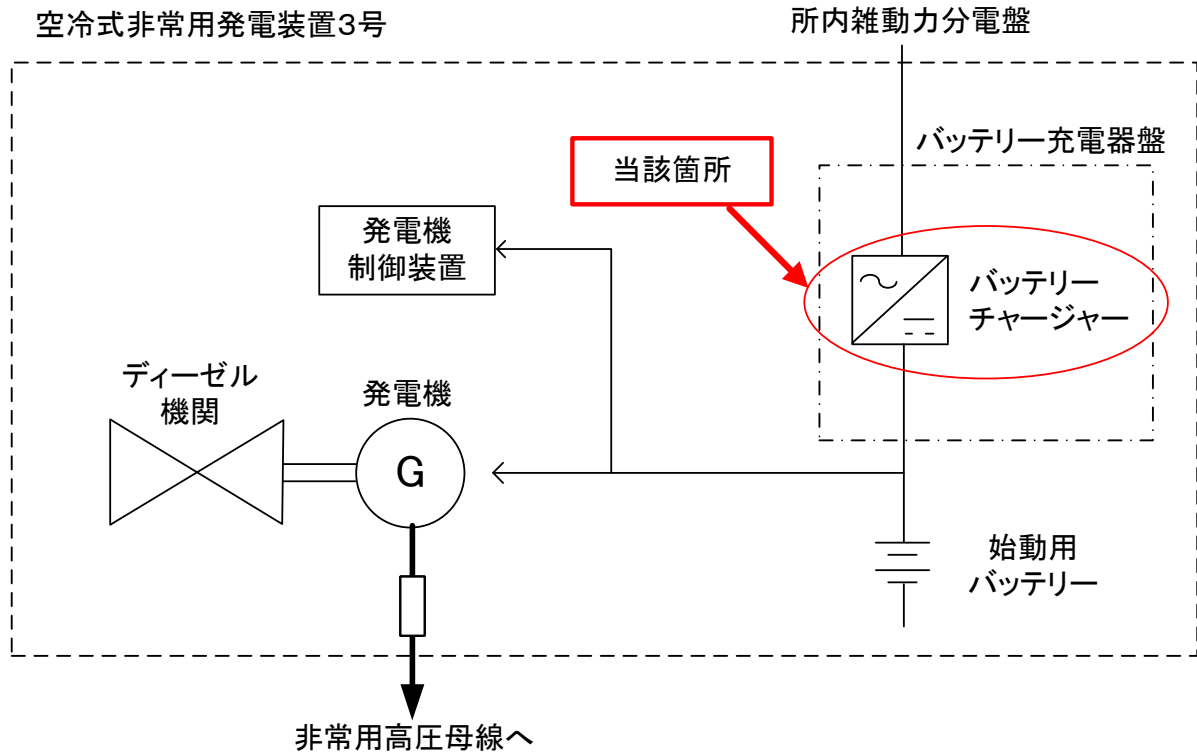 空冷式非常用発電装置3号
所内雑動力分電盤
バッテリー充電器盤
当該箇所
発電機
制御装置
バッテリー
チャージャー
ディーゼル
機関
発電機
G
始動用
バッテリー
非常用高圧母線へ